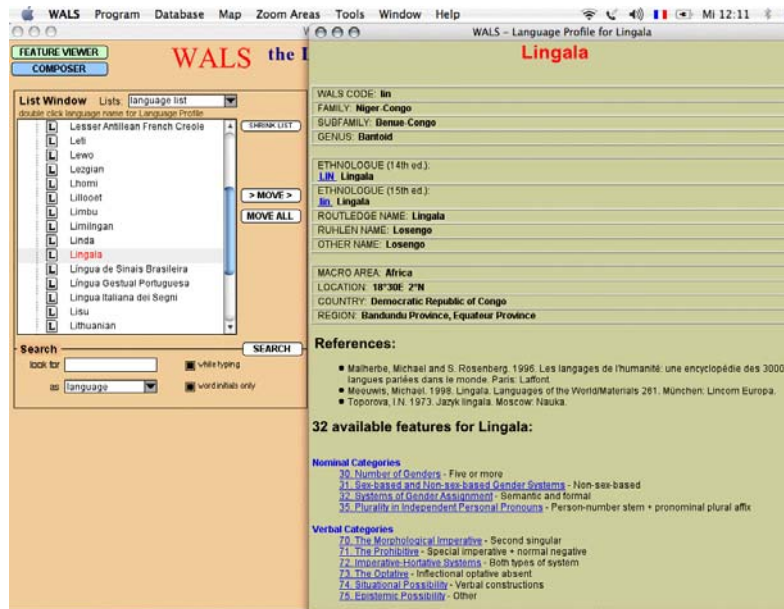 WALS Program Database Map Zoom Areas Tools Window Help Mi 12:11
WALS – Language Profile for Lingala
FEATURE VIEWER
COMPOSER
WALS the
List Window Lists: language list
double click language name for Language Profile
SHRINK LIST
Lesser Antillean French Creole
Leti
Lewo
Lezgian
Lhomi
Lillooet
Limbu
Limilngan
Linda
Lingala
Língua de Sinais Brasileira
Língua Gestual Portuguesa
Lingua Italiana dei Segni
Lisu
Lithuanian
> MOVE >
MOVE ALL
Search SEARCH
look for while typing
as language word initials only
Lingala
WALS CODE: lin
FAMILY: Niger-Congo
SUBFAMILY: Benue-Congo
GENUS: Bantoid
ETHNOLOGUE (14th ed.):
LIN Lingala
ETHNOLOGUE (15th ed.):
lin Lingala
ROUTLEDGE NAME: Lingala
RUHLEN NAME: Losengo
OTHER NAME: Losengo
MACRO AREA: Africa
LOCATION: 18°30E 2°N
COUNTRY: Democratic Republic of Congo
REGION: Bandundu Province, Equateur Province
References:
Malherbe, Michael and S. Rosenberg. 1996. Les langages de l'humanité: une encyclopédie des 3000
langues parlées dans le monde. Paris: Laffont.
Meeuwis, Michael. 1998. Lingala. Languages of the World/Materials 261. München: Lincom Europa.
Toporova, I.N. 1973. Jazyk lingala. Moscow: Nauka.
32 available features for Lingala:
Nominal Categories
30. Number of Genders - Five or more
31. Sex-based and Non-sex-based Gender Systems - Non-sex-based
32. Systems of Gender Assignment - Semantic and formal
35. Plurality in Independent Personal Pronouns - Person-number stem + pronominal plural affix
Verbal Categories
70. The Morphological Imperative - Second singular
71. The Prohibitive - Special imperative + normal negative
72. Imperative-Hortative Systems - Both types of system
73. The Optative - Inflectional optative absent
74. Situational Possibility - Verbal constructions
75. Epistemic Possibility - Other